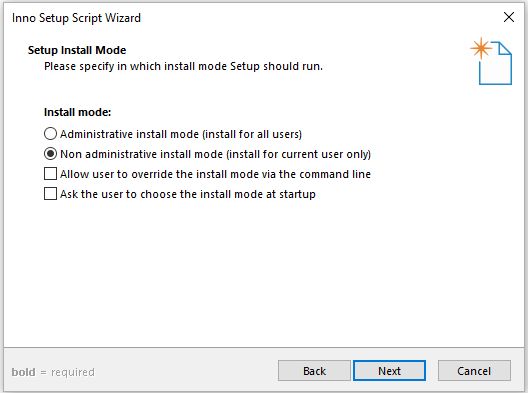 Inno Setup Script Wizard
Setup Install Mode
Please specify in which install mode Setup should run.
Install mode:
Administrative install mode (install for all users)
Non administrative install mode (install for current user only)
Allow user to override the install mode via the command line
Ask the user to choose the install mode at startup
bold = required
Back
Next
Cancel